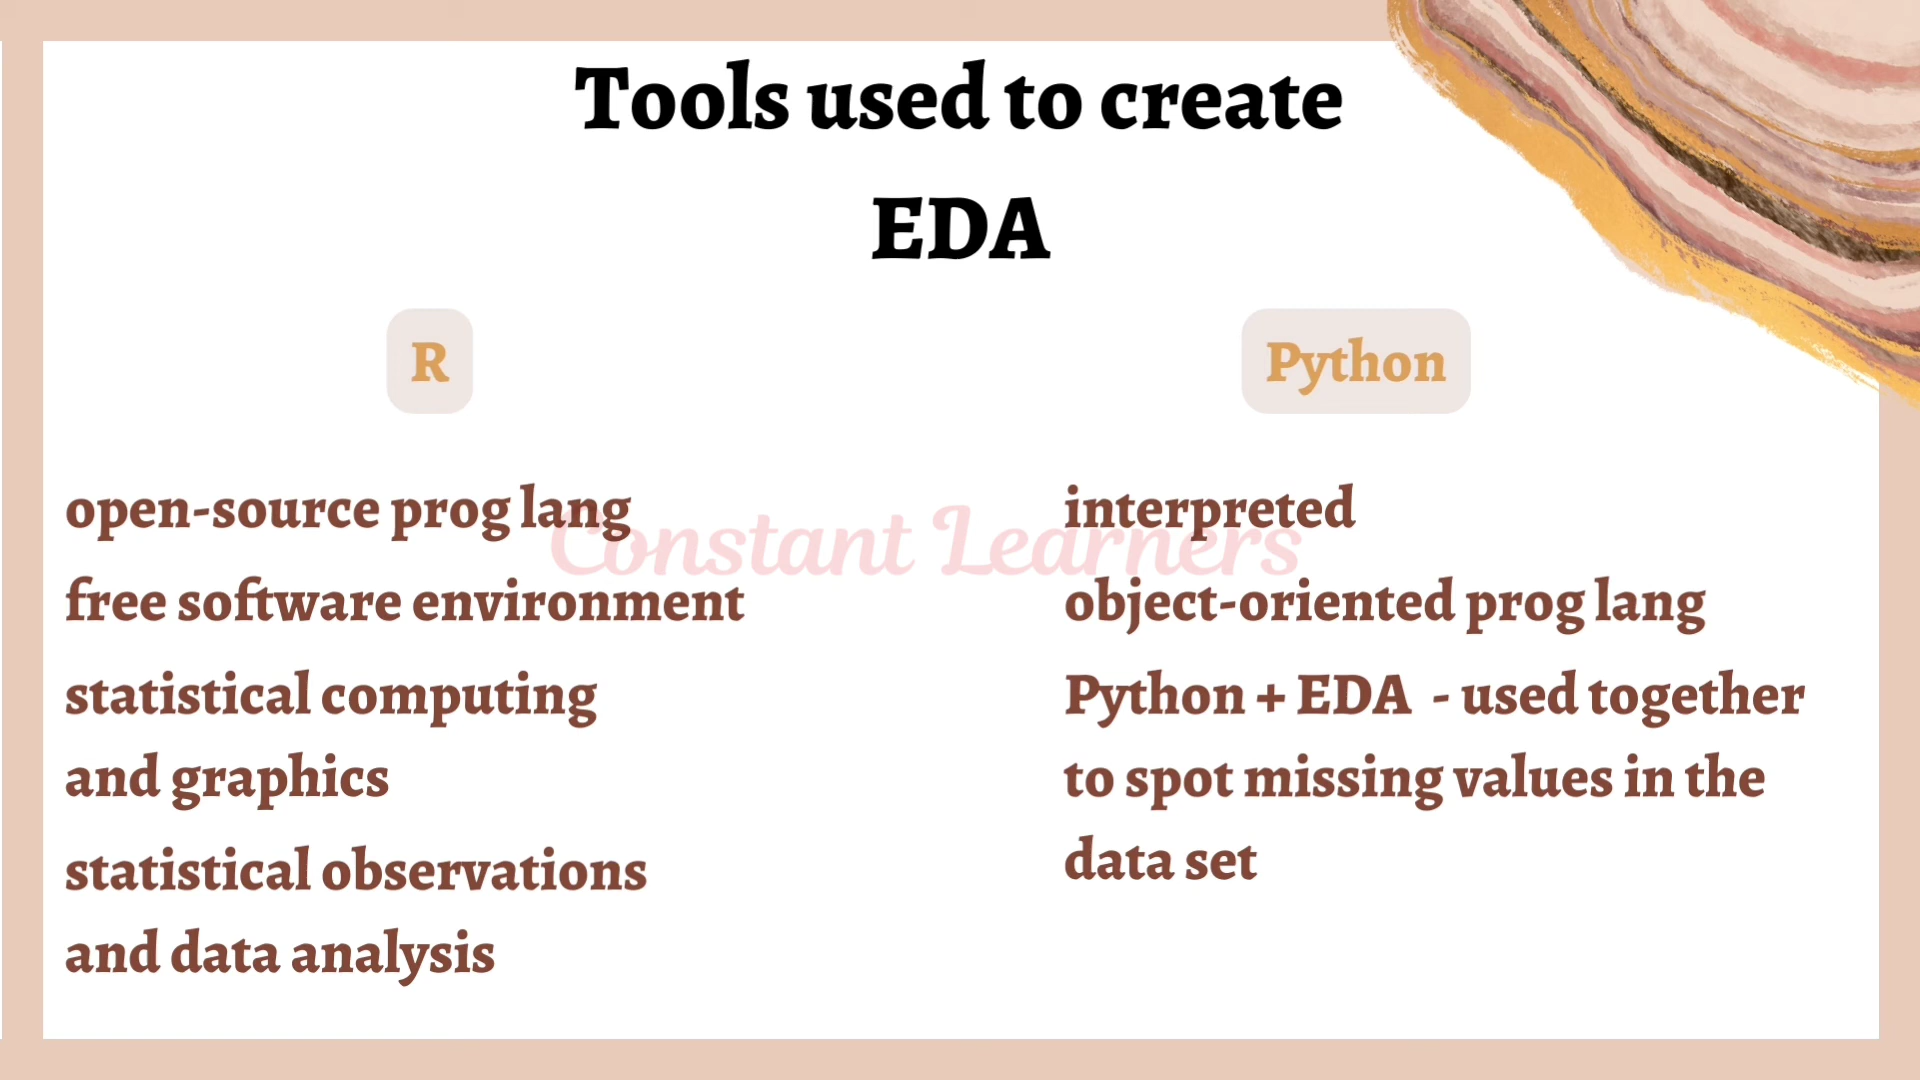 Tools used to create
EDA
R
open-source prog lang
free software environment
statistical computing
and graphics
statistical observations
and data analysis
Python
interpreted
object-oriented prog lang
Python + EDA - used together
to spot missing values in the
data set
Constant Learners